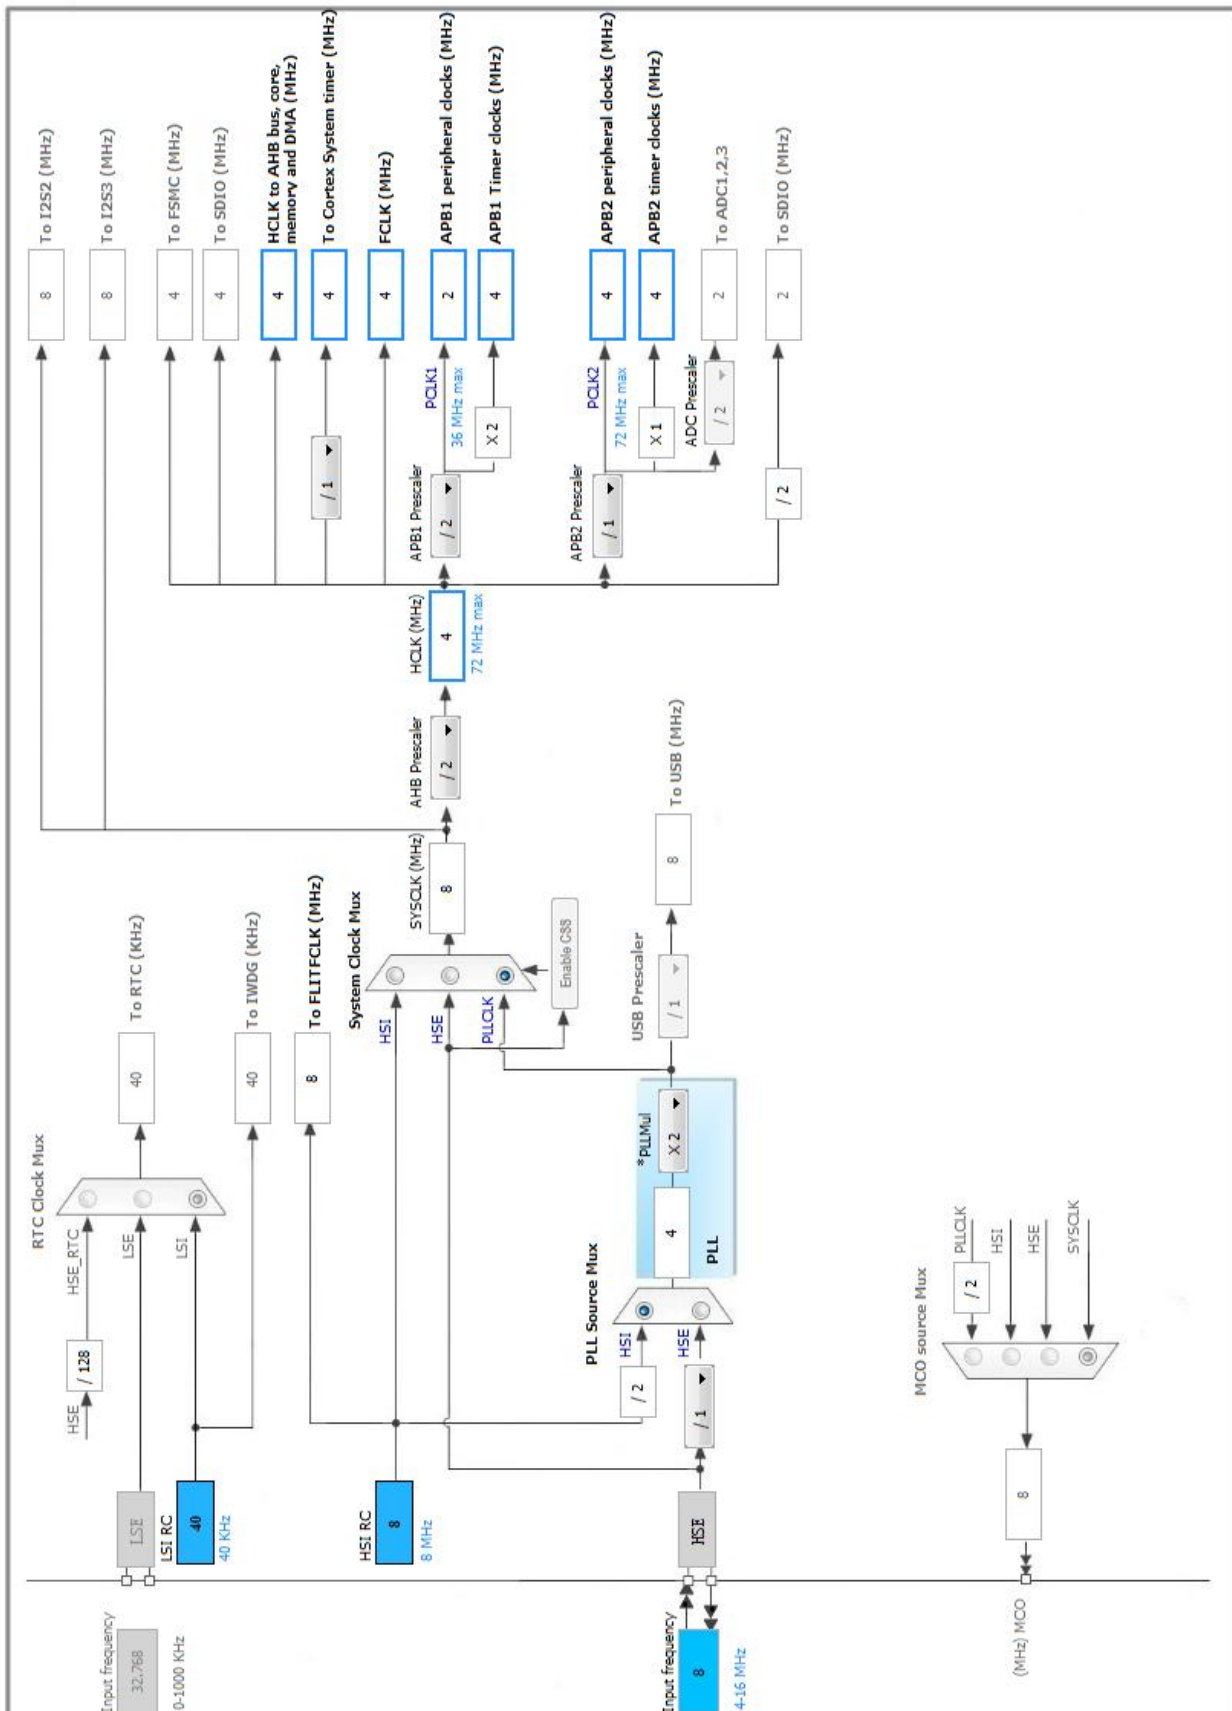 Input frequency
32.768
0-1000 KHz
LSE
LSI RC
40
40 KHz
HSE
/ 128
HSE_RTC
LSE
LSI
RTC Clock Mux
40
To RTC (KHz)
40
To IWDG (KHz)
8
To FLITFCLK (MHz)
HSI RC
8
8 MHz
System Clock Mux
HSI
HSE
PLLCLK
Enable CSS
SYSCLK (MHz)
8
AHB Prescaler
/ 2
HCLK (MHz)
4
72 MHz max
8
To I2S2 (MHz)
8
To I2S3 (MHz)
4
To FSMC (MHz)
4
To SDIO (MHz)
4
HCLK to AHB bus, core,
memory and DMA (MHz)
/ 1
4
To Cortex System timer (MHz)
4
FCLK (MHz)
APB1 Prescaler
/ 2
PCLK1
36 MHz max
2
APB1 peripheral clocks (MHz)
X 2
4
APB1 Timer clocks (MHz)
APB2 Prescaler
/ 1
PCLK2
72 MHz max
4
APB2 peripheral clocks (MHz)
X 1
4
APB2 timer clocks (MHz)
ADC Prescaler
/ 2
2
To ADC1,2,3
/ 2
2
To SDIO (MHz)
Input frequency
8
4-16 MHz
HSE
/ 2
/ 1
PLL Source Mux
HSI
HSE
4
*PLLMul
X 2
PLL
USB Prescaler
/ 1
8
To USB (MHz)
MCO source Mux
/ 2
PLLCLK
HSI
HSE
SYSCLK
8
(MHz) MCO